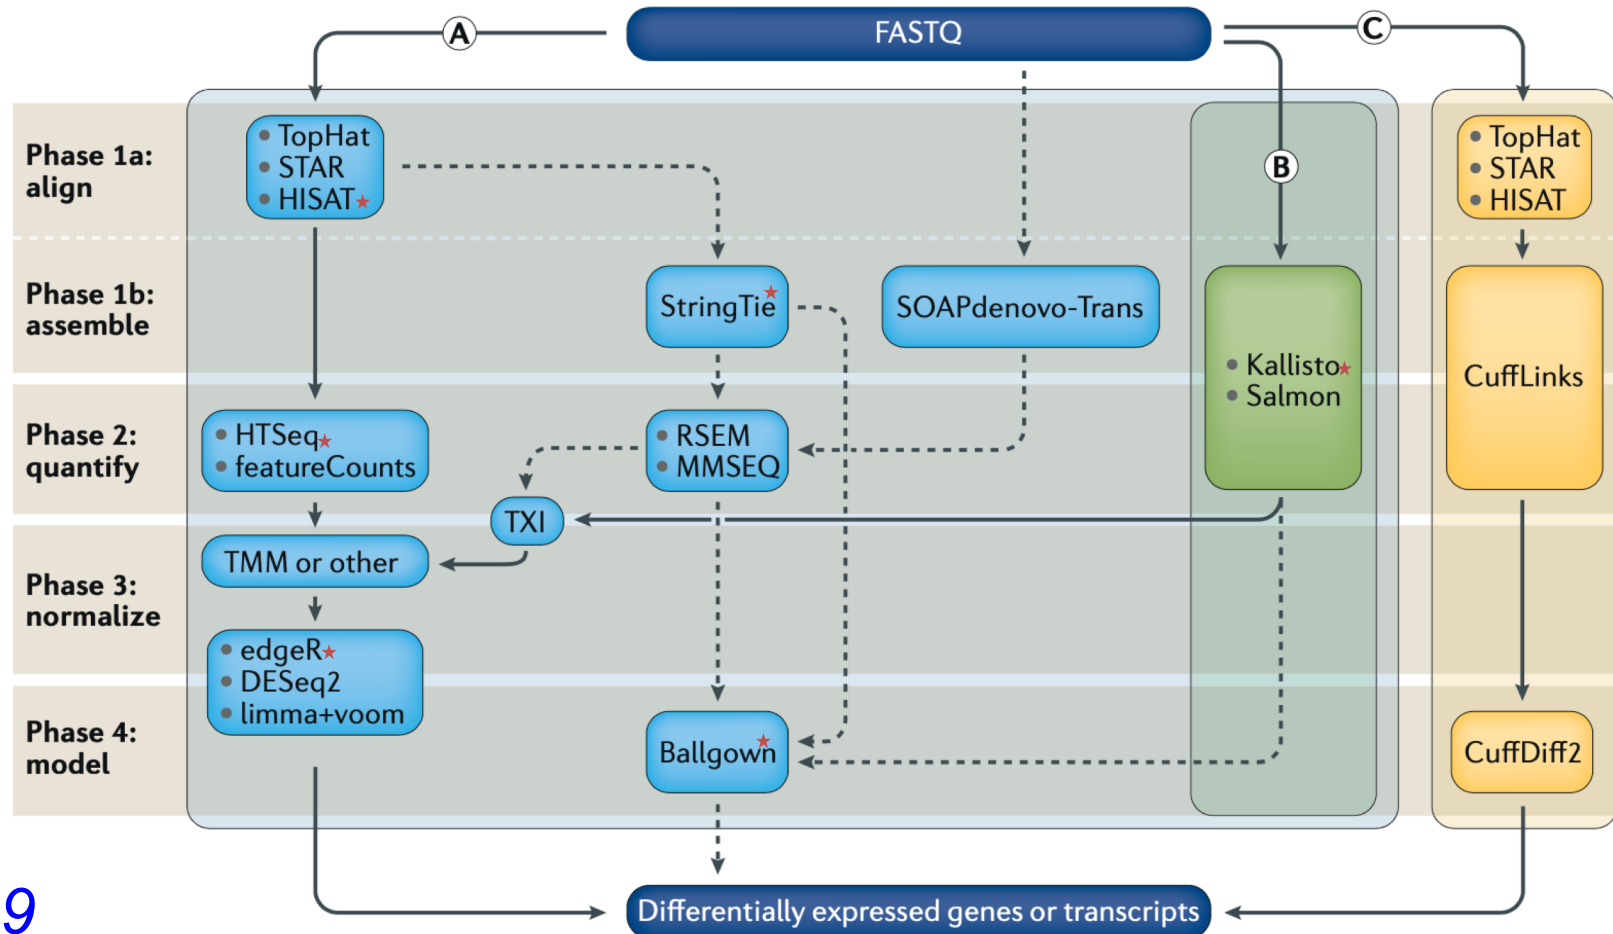 FASTQ
A
C
B
Phase 1a:
align
TopHat
STAR
HISAT
TopHat
STAR
HISAT
Phase 1b:
assemble
StringTie
SOAPdenovo-Trans
Kallisto
Salmon
CuffLinks
Phase 2:
quantify
HTSeq
featureCounts
RSEM
MMSEQ
TXI
Phase 3:
normalize
TMM or other
edgeR
DESeq2
limma+voom
Phase 4:
model
Ballgown
CuffDiff2
Differentially expressed genes or transcripts
9